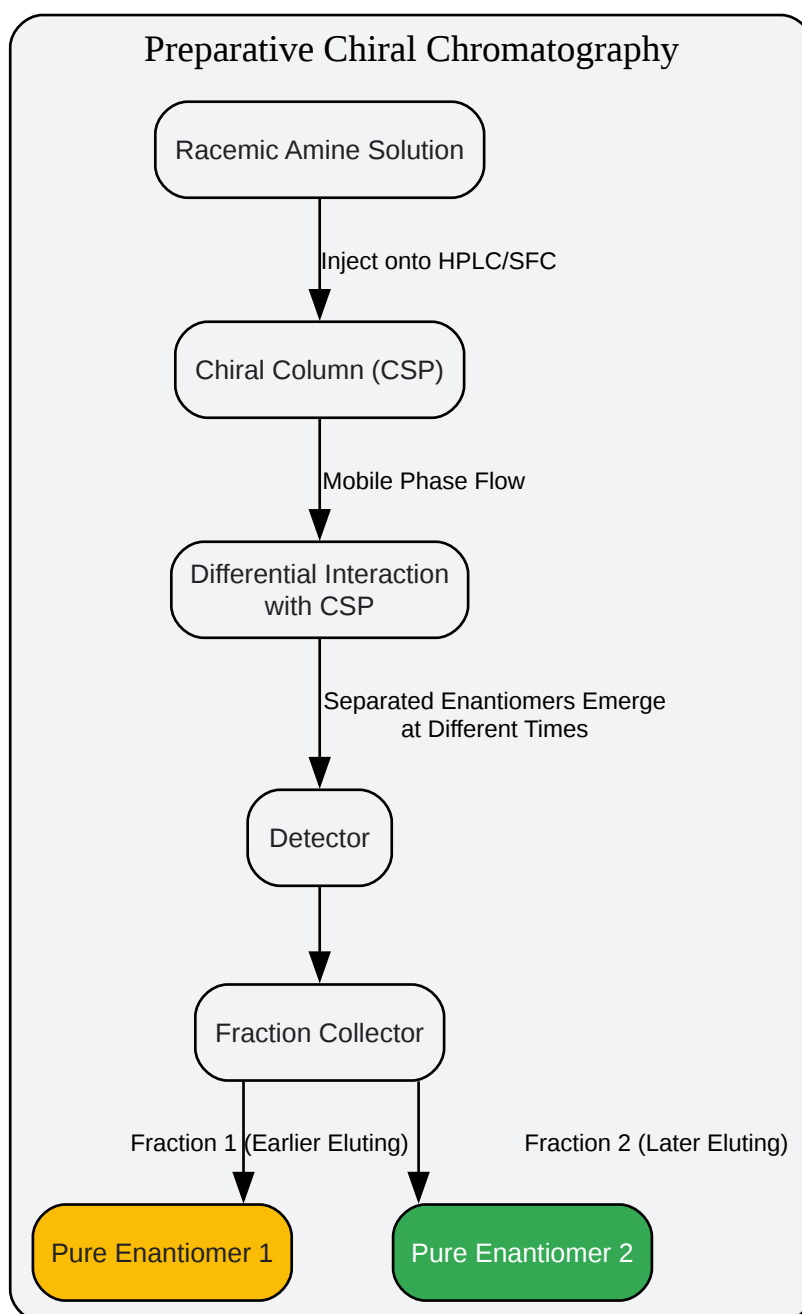 Preparative Chiral Chromatography
Racemic Amine Solution
Inject onto HPLC/SFC
Chiral Column (CSP)
Mobile Phase Flow
Differential Interaction
with CSP
Separated Enantiomers Emerge
at Different Times
Detector
Fraction Collector
Fraction 1 (Earlier Eluting)
Fraction 2 (Later Eluting)
Pure Enantiomer 1
Pure Enantiomer 2